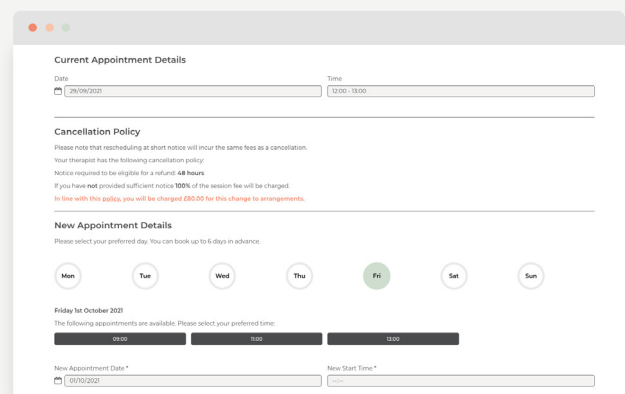 Current Appointment Details
Date Time
29/09/2021 12:00 - 13:00
Cancellation Policy
Please note that rescheduling at short notice will incur the same fees as a cancellation.
Your therapist has the following cancellation policy:
Notice required to be eligible for a refund: 48 hours
If you have not provided sufficient notice 100% of the session fee will be charged.
In line with this policy, you will be charged £80.00 for this change to arrangements.
New Appointment Details
Please select your preferred day. You can book up to 6 days in advance.
Mon Tue Wed Thu Fri Sat Sun
Friday 1st October 2021
The following appointments are available. Please select your preferred time:
09:00 11:00 13:00
New Appointment Date * New Start Time *
01/10/2021 --:--